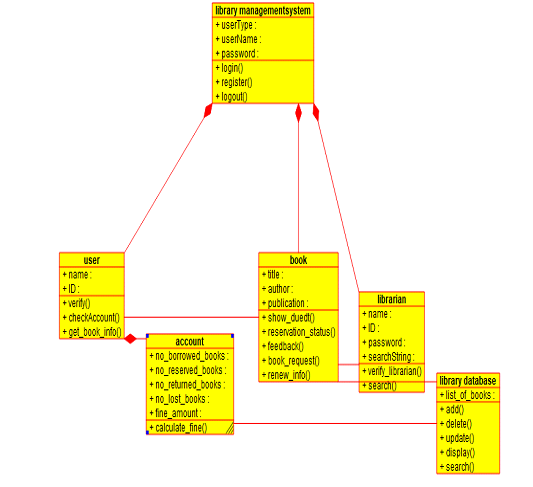 library managementsystem
+ userType :
+ userName :
+ password :
+ login()
+ register()
+ logout()
user
+ name :
+ ID :
+ verify()
+ checkAccount()
+ get_book_info()
book
+ title :
+ author :
+ publication :
+ show_duedt()
+ reservation_status()
+ feedback()
+ book_request()
+ renew_info()
librarian
+ name :
+ ID :
+ password :
+ searchString :
+ verify_librarian()
+ search()
account
+ no_borrowed_books :
+ no_reserved_books :
+ no_returned_books :
+ no_lost_books :
+ fine_amount :
+ calculate_fine()
library database
+ list_of_books :
+ add()
+ delete()
+ update()
+ display()
+ search()